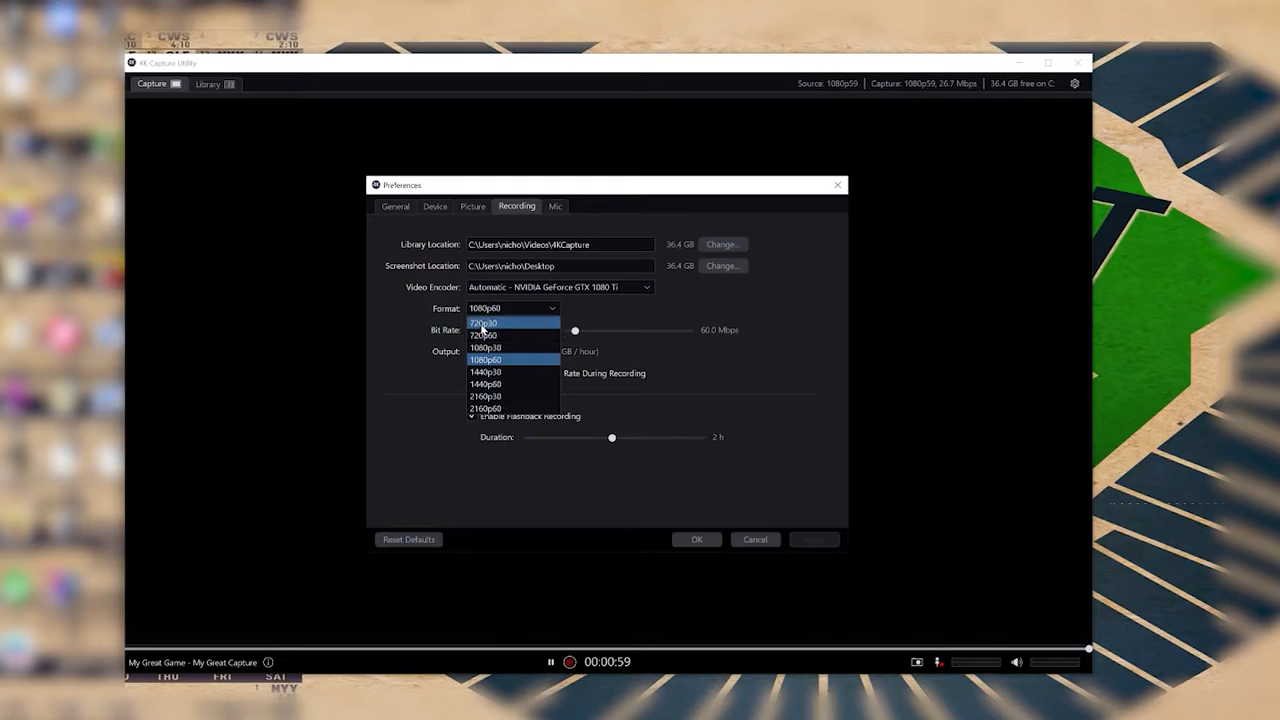 CWS CWS
4:10 2:10
4K Capture Utility
Capture Library Source: 1080p59 Capture: 1080p59, 26.7 Mbps 36.4 GB free on C:
Preferences
General Device Picture Recording Mic
Library Location: C:\Users\nicho\Videos\4KCapture 36.4 GB Change...
Screenshot Location: C:\Users\nicho\Desktop 36.4 GB Change...
Video Encoder: Automatic - NVIDIA GeForce GTX 1080 Ti
Format: 1080p60
720p30
Bit Rate: 60.0 Mbps
720p60
1080p30
Output: GB / hour)
1080p60
1440p30 Rate During Recording
1440p60
2160p30
2160p60
Enable Flashback Recording
Duration: 2 h
Reset Defaults OK Cancel
My Great Game - My Great Capture 00:00:59
THU FRI SAT
1 NYY